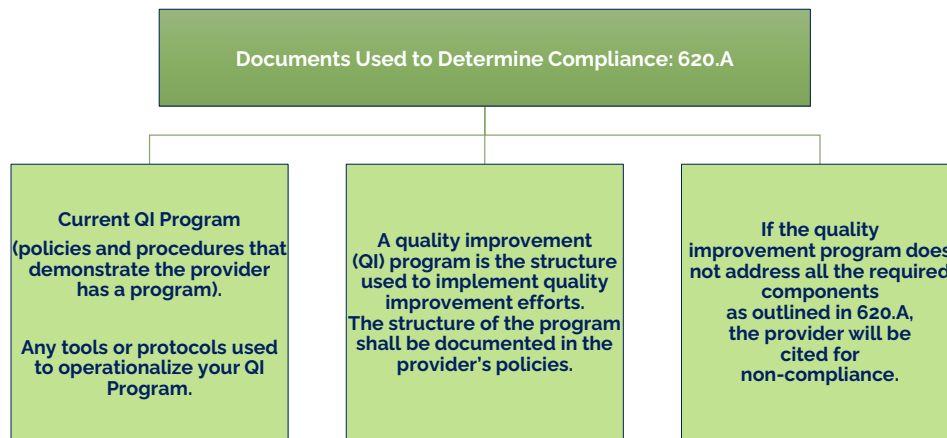 Documents Used to Determine Compliance: 620.A
Current QI Program
(policies and procedures that
demonstrate the provider
has a program).
Any tools or protocols used
to operationalize your QI
Program.
A quality improvement
(QI) program is the structure
used to implement quality
improvement efforts.
The structure of the program
shall be documented in the
provider’s policies.
If the quality
improvement program does
not address all the required
components
as outlined in 620.A,
the provider will be
cited for
non-compliance.